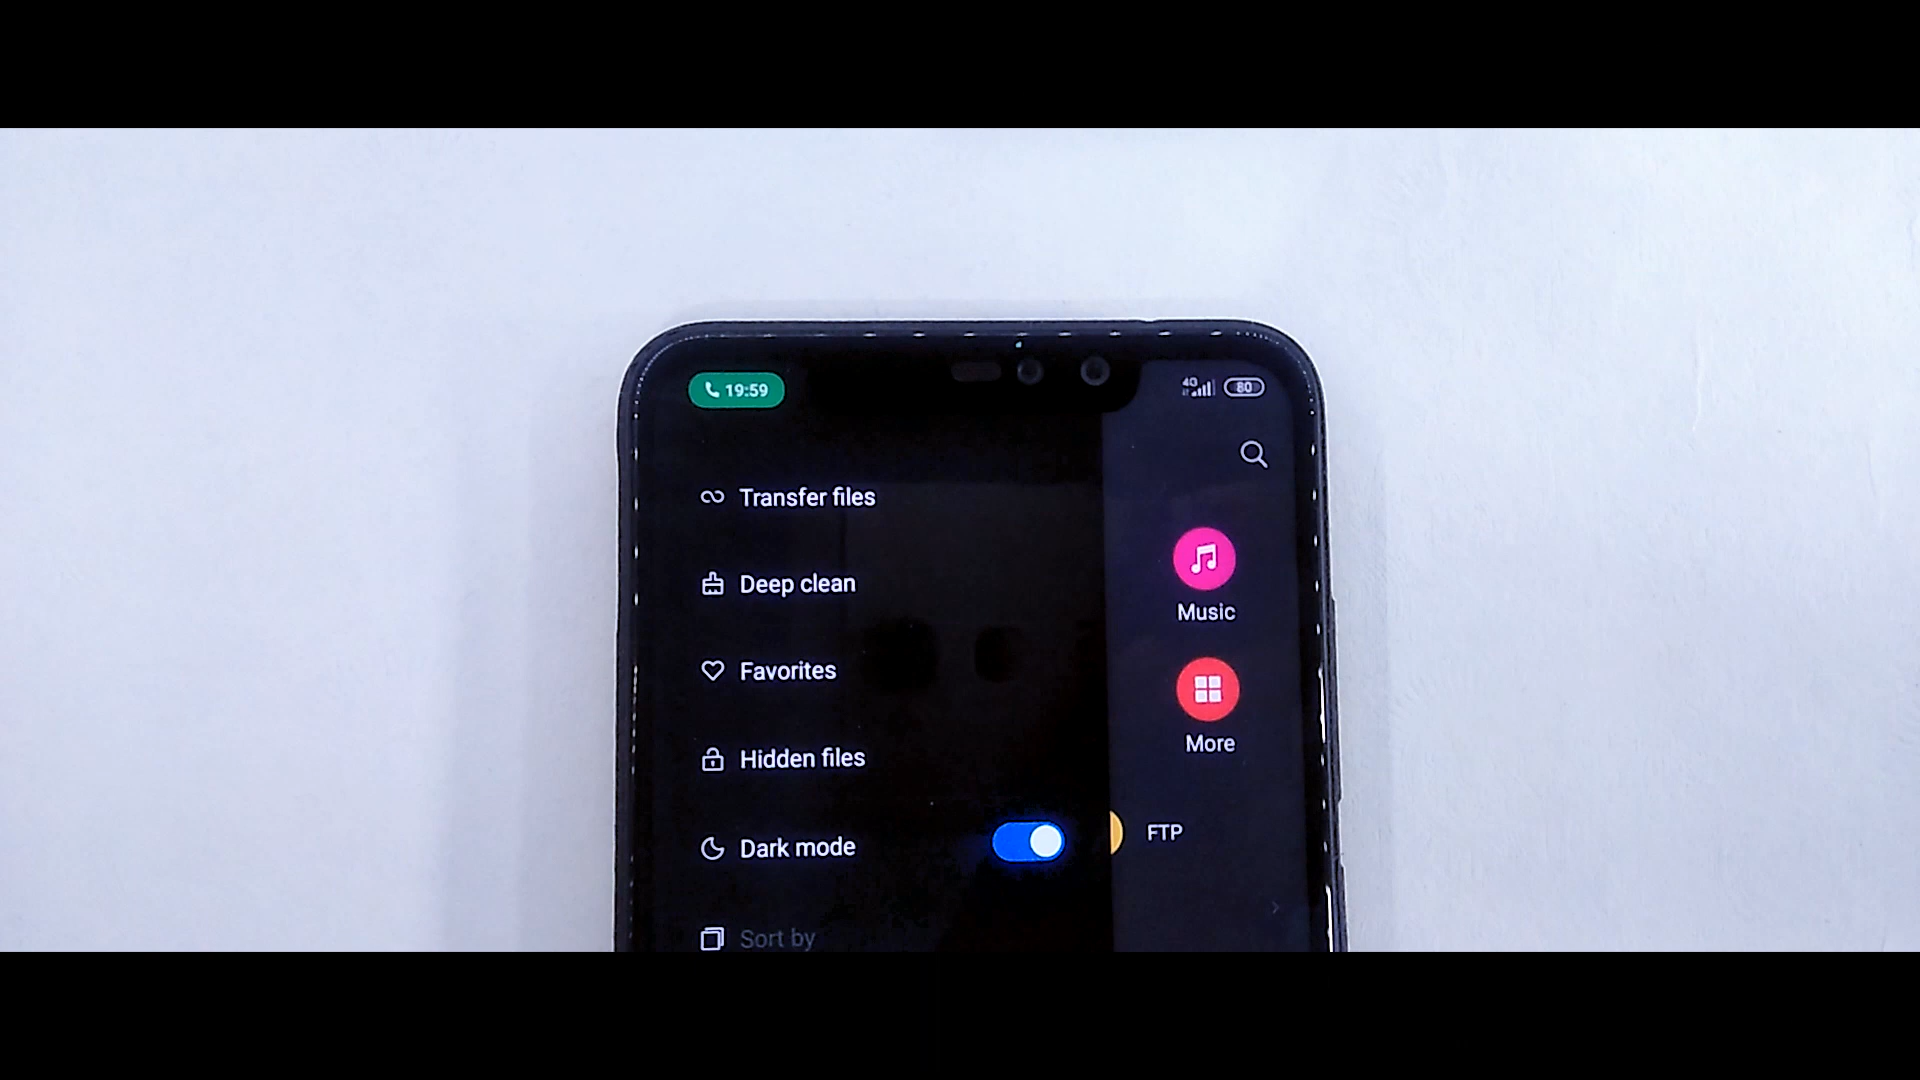 19:59
4G
80
Transfer files
Deep clean
Favorites
Hidden files
Dark mode
Sort by
Music
More
FTP